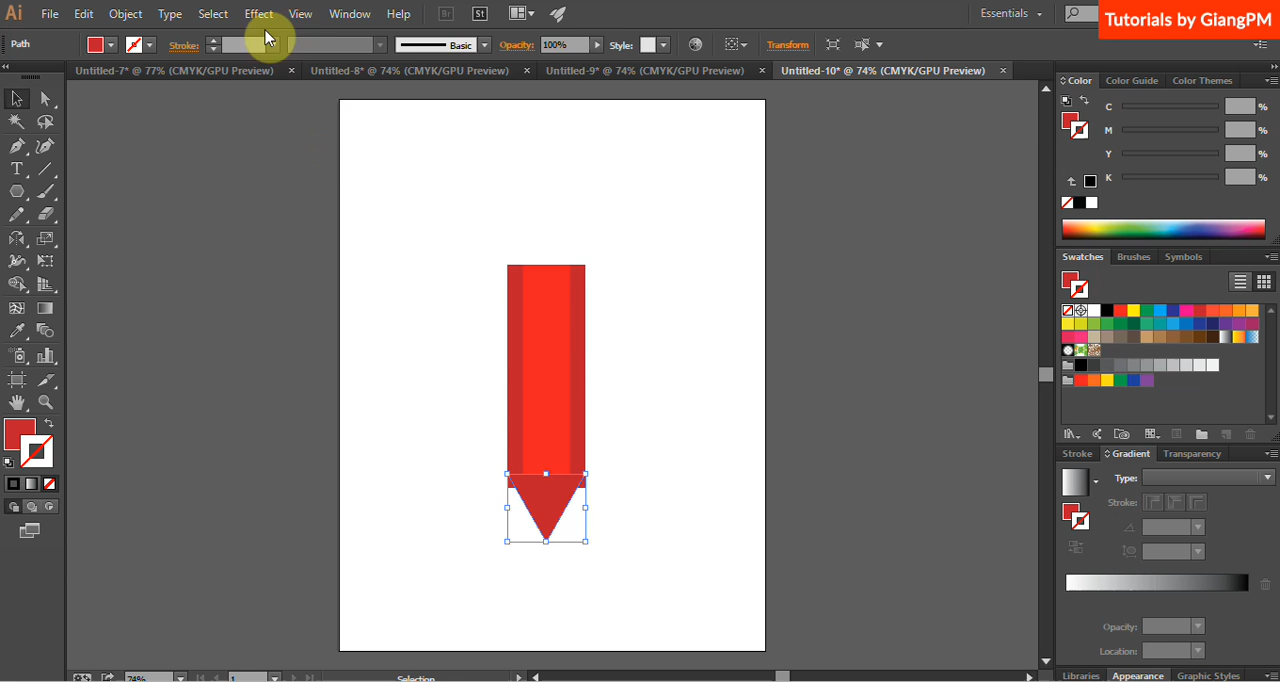 Ai File Edit Object Type Select Effect View Window Help Br St Essentials
Tutorials by GiangPM
Path Stroke: Basic Opacity: 100% Style: Transform
Untitled-7* @ 77% (CMYK/GPU Preview) × Untitled-8* @ 74% (CMYK/GPU Preview) × Untitled-9* @ 74% (CMYK/GPU Preview) × Untitled-10* @ 74% (CMYK/GPU Preview) ×
Color Color Guide Color Themes
C %
M %
Y %
K %
Swatches Brushes Symbols
Stroke Gradient Transparency
Type:
Stroke:
Opacity:
Location:
Libraries Appearance Graphic Styles
74% 1 Selection